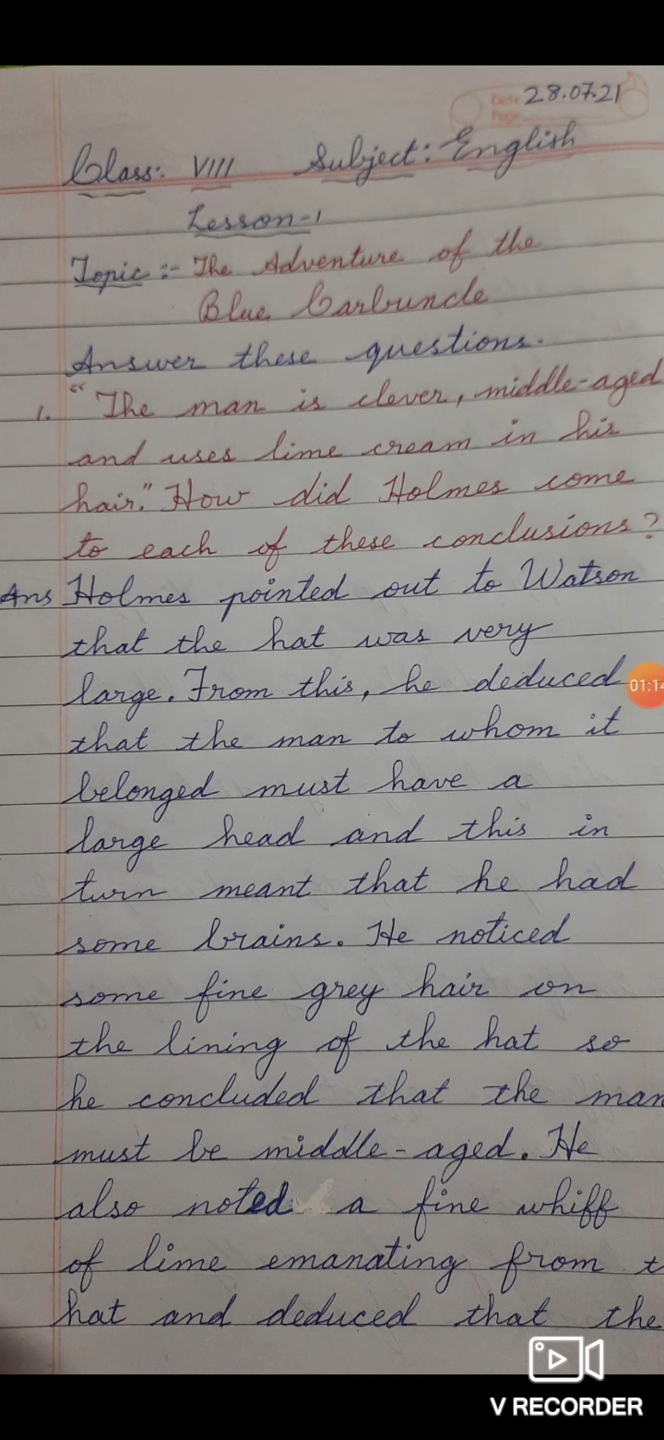 Date 28.07.21
Page
Class: VIII Subject: English
Lesson-1
Topic :- The Adventure of the
Blue Carbuncle
Answer these questions.
1. "The man is clever, middle-aged
and uses lime cream in his
hair." How did Holmes come
to each of these conclusions?
Ans Holmes pointed out to Watson
that the hat was very
large. From this, he deduced
01:14
that the man to whom it
belonged must have a
large head and this in
turn meant that he had
some brains. He noticed
some fine grey hair on
the lining of the hat so
he concluded that the man
must be middle-aged. He
also noted a fine whiff
of lime emanating from t
hat and deduced that the
V RECORDER